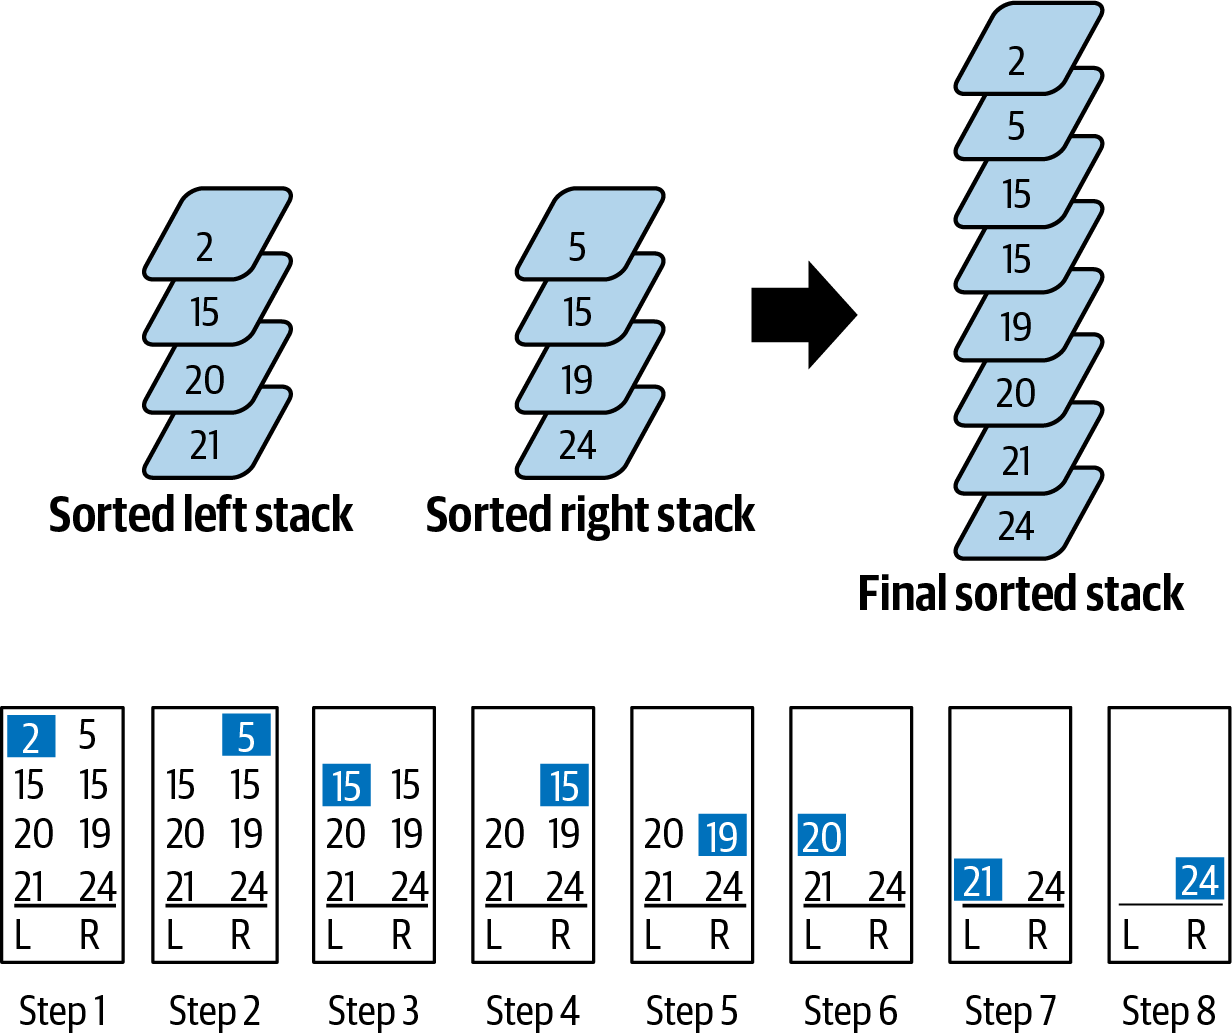 2
15
20
21
Sorted left stack
5
15
19
24
Sorted right stack
2
5
15
15
19
20
21
24
Final sorted stack
2 5
15 15
20 19
21 24
L R
Step 1
5
15 15
20 19
21 24
L R
Step 2
15 15
20 19
21 24
L R
Step 3
15
20 19
21 24
L R
Step 4
20 19
21 24
L R
Step 5
20
21 24
L R
Step 6
21 24
L R
Step 7
24
L R
Step 8